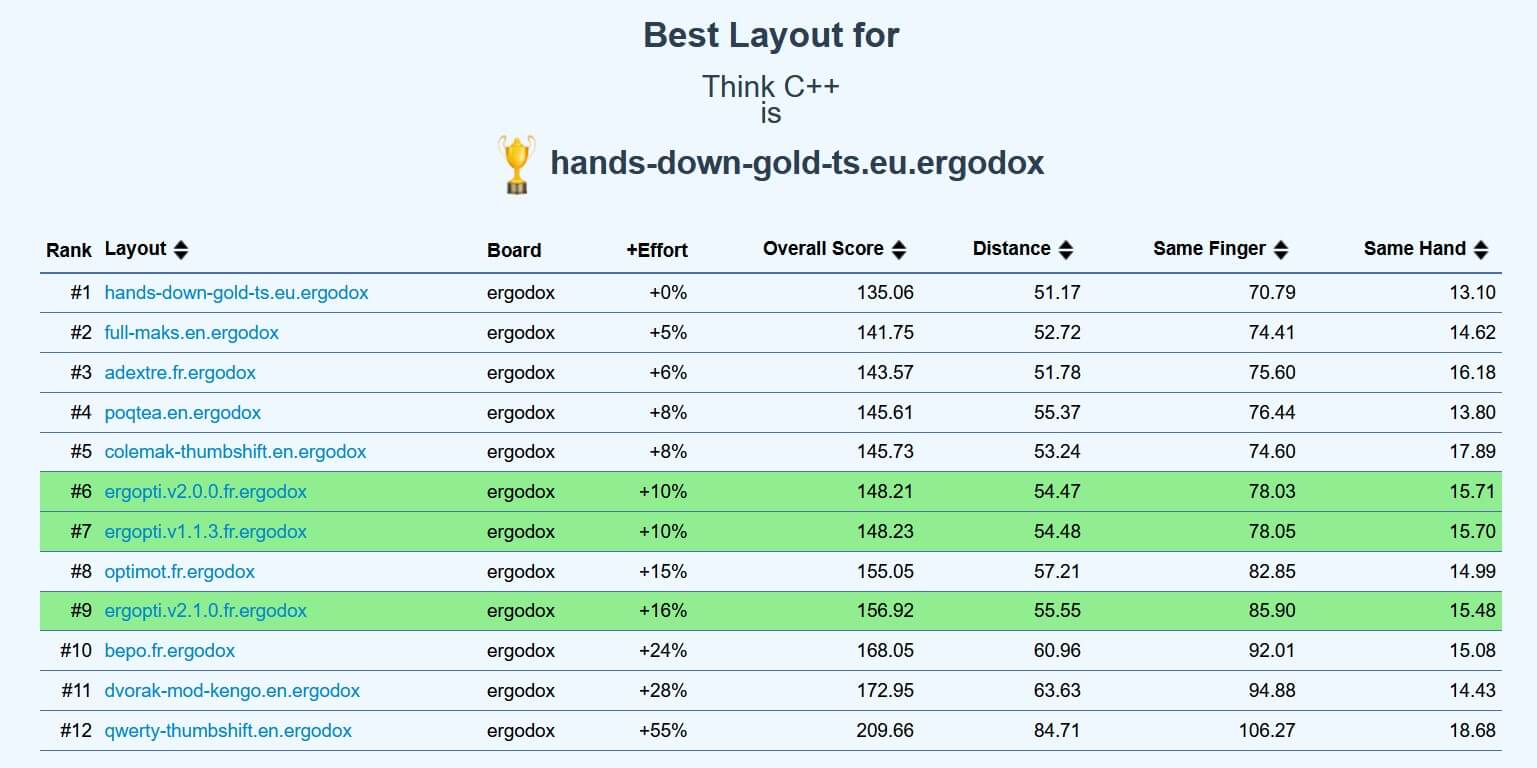 Best Layout for
Think C++
is
hands-down-gold-ts.eu.ergodox
Rank Layout Board +Effort Overall Score Distance Same Finger Same Hand
#1 hands-down-gold-ts.eu.ergodox ergodox +0% 135.06 51.17 70.79 13.10
#2 full-maks.en.ergodox ergodox +5% 141.75 52.72 74.41 14.62
#3 adextre.fr.ergodox ergodox +6% 143.57 51.78 75.60 16.18
#4 poqtea.en.ergodox ergodox +8% 145.61 55.37 76.44 13.80
#5 colemak-thumbshift.en.ergodox ergodox +8% 145.73 53.24 74.60 17.89
#6 ergopti.v2.0.0.fr.ergodox ergodox +10% 148.21 54.47 78.03 15.71
#7 ergopti.v1.1.3.fr.ergodox ergodox +10% 148.23 54.48 78.05 15.70
#8 optimot.fr.ergodox ergodox +15% 155.05 57.21 82.85 14.99
#9 ergopti.v2.1.0.fr.ergodox ergodox +16% 156.92 55.55 85.90 15.48
#10 bepo.fr.ergodox ergodox +24% 168.05 60.96 92.01 15.08
#11 dvorak-mod-kengo.en.ergodox ergodox +28% 172.95 63.63 94.88 14.43
#12 qwerty-thumbshift.en.ergodox ergodox +55% 209.66 84.71 106.27 18.68